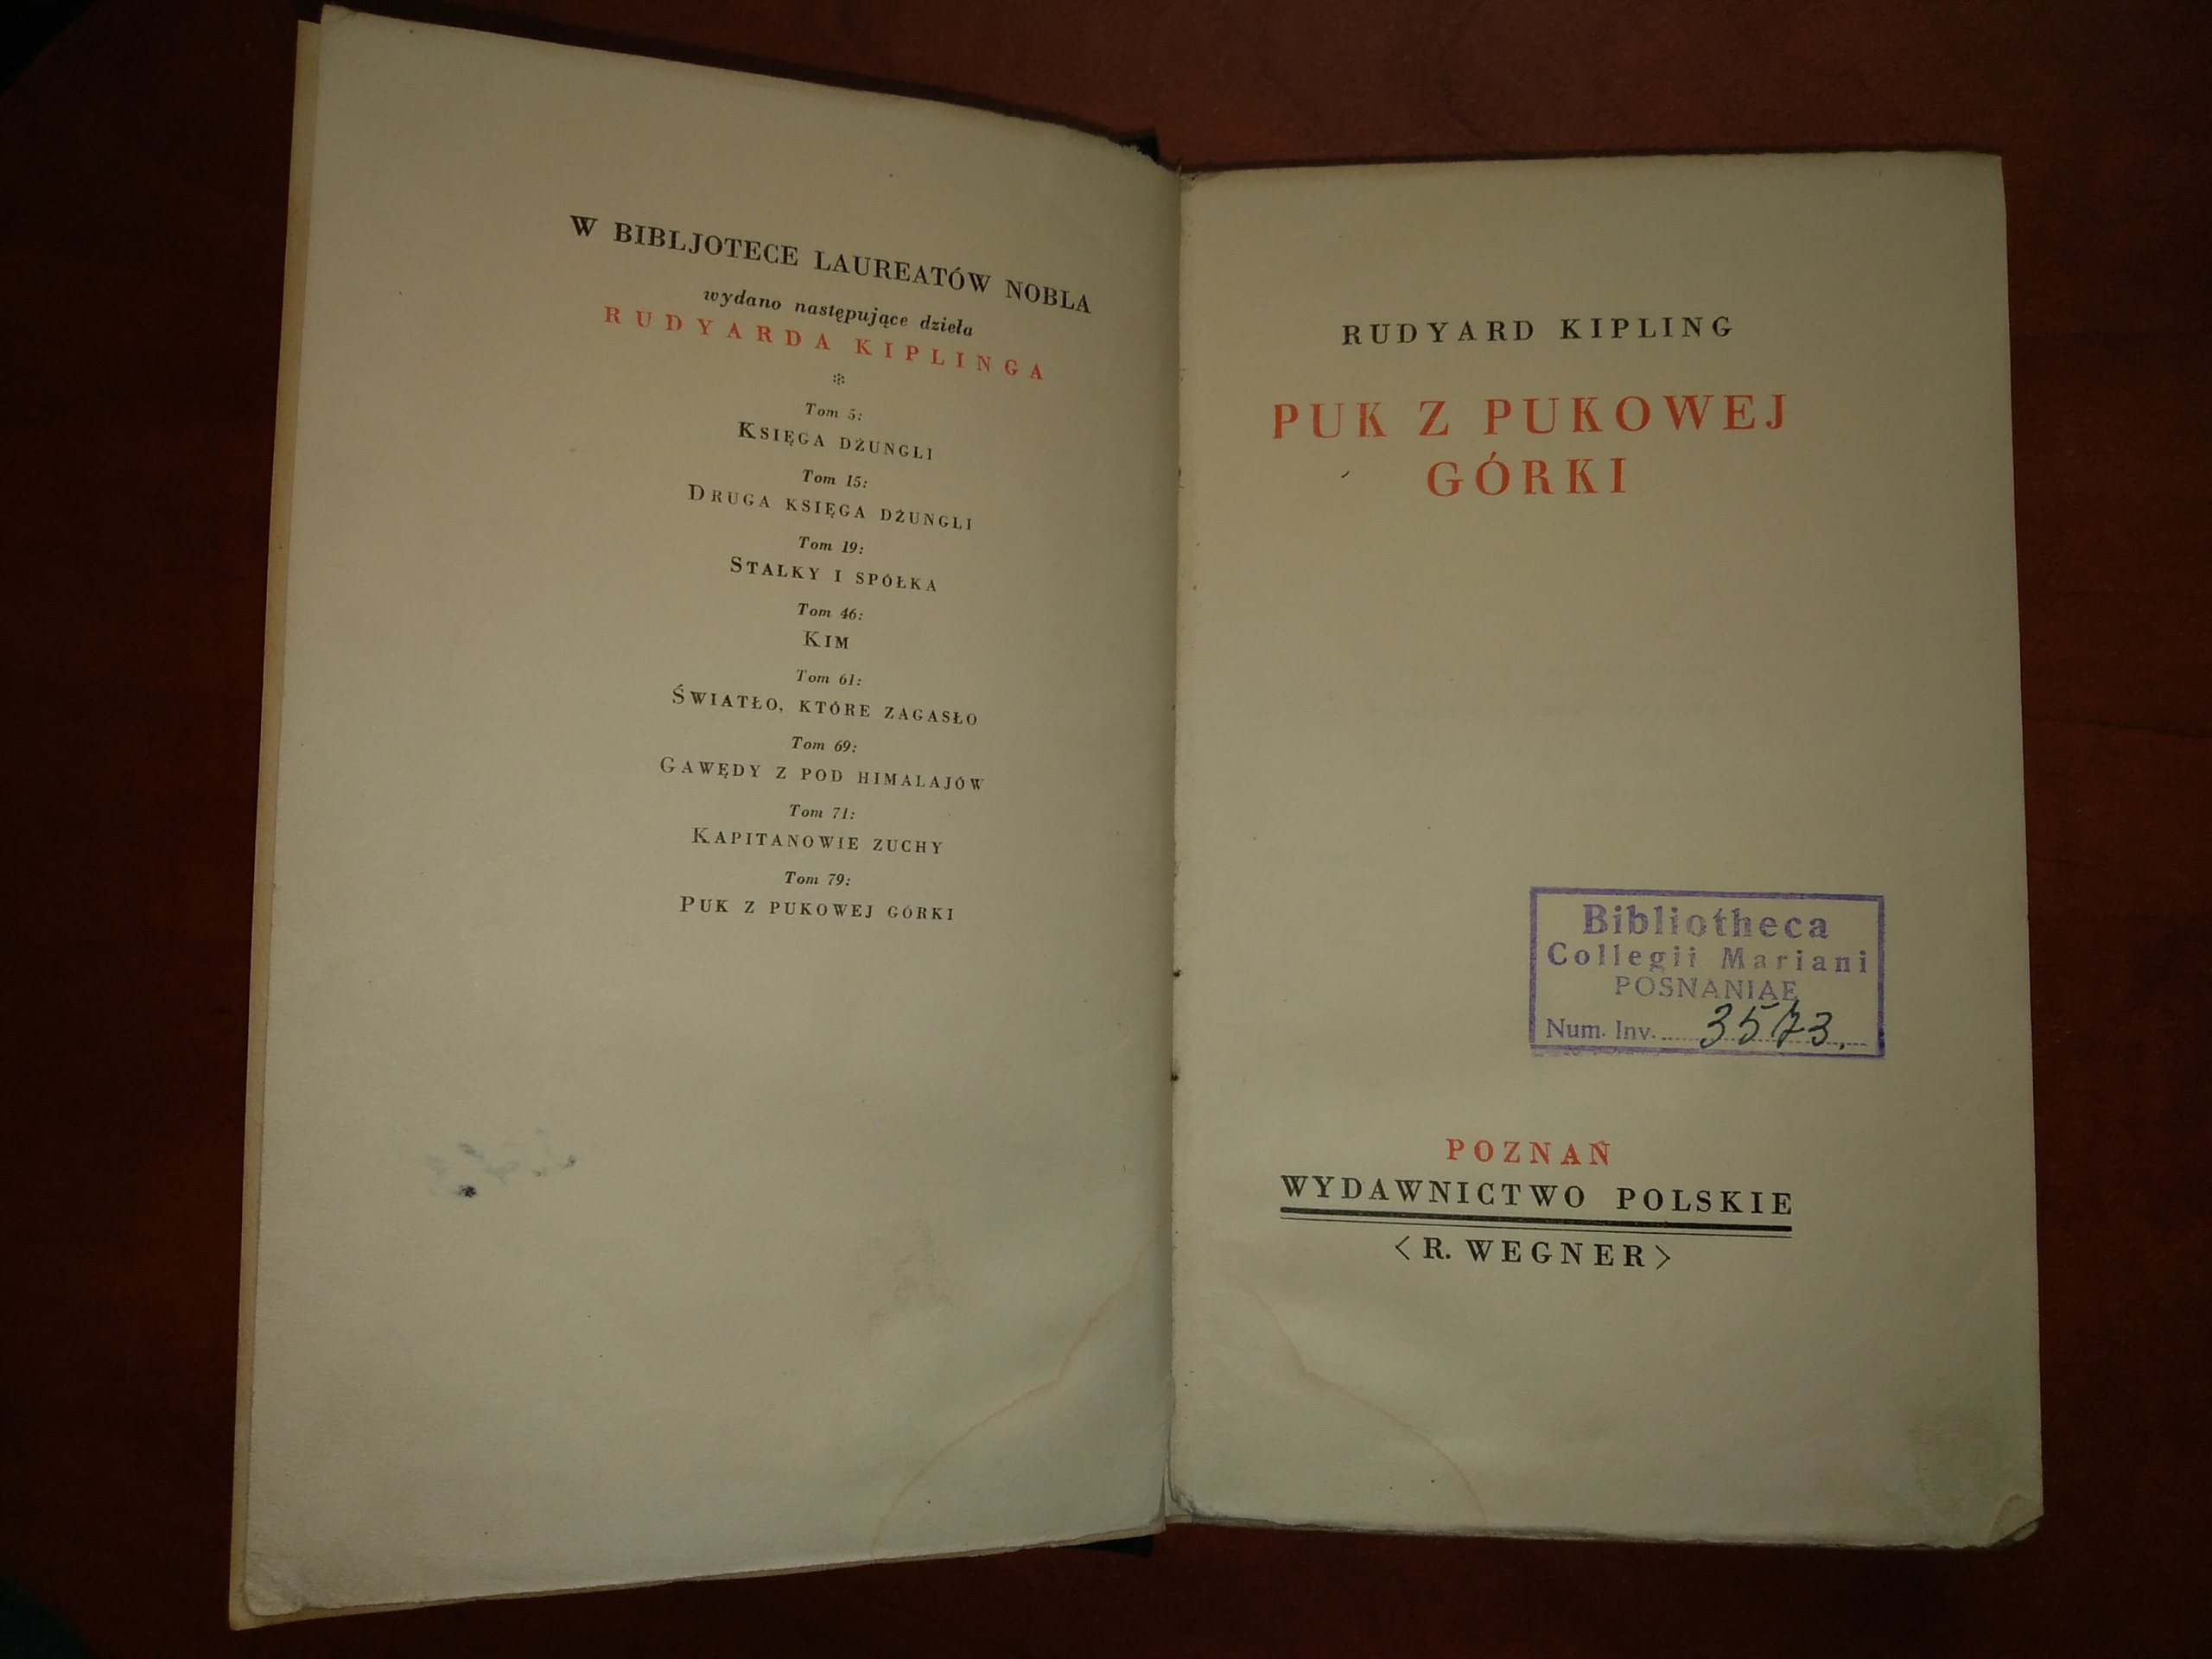 W BIBLJOTECE LAUREATÓW NOBLA
wydano następujące dzieła
RUDYARDA KIPLINGA
Tom 5:
KSIĘGA DŻUNGLI
Tom 15:
DRUGA KSIĘGA DŻUNGLI
Tom 19:
STALKY I SPÓŁKA
Tom 46:
KIM
Tom 61:
ŚWIATŁO, KTÓRE ZAGASŁO
Tom 69:
GAWĘDY Z POD HIMALAJÓW
Tom 71:
KAPITANOWIE ZUCHY
Tom 79:
PUK Z PUKOWEJ GÓRKI
RUDYARD KIPLING
PUK Z PUKOWEJ
GÓRKI
Bibliotheca
Collegii Mariani
POSNANIAE
Num. Inv. 3573.
POZNAŃ
WYDAWNICTWO POLSKIE
<R. WEGNER>